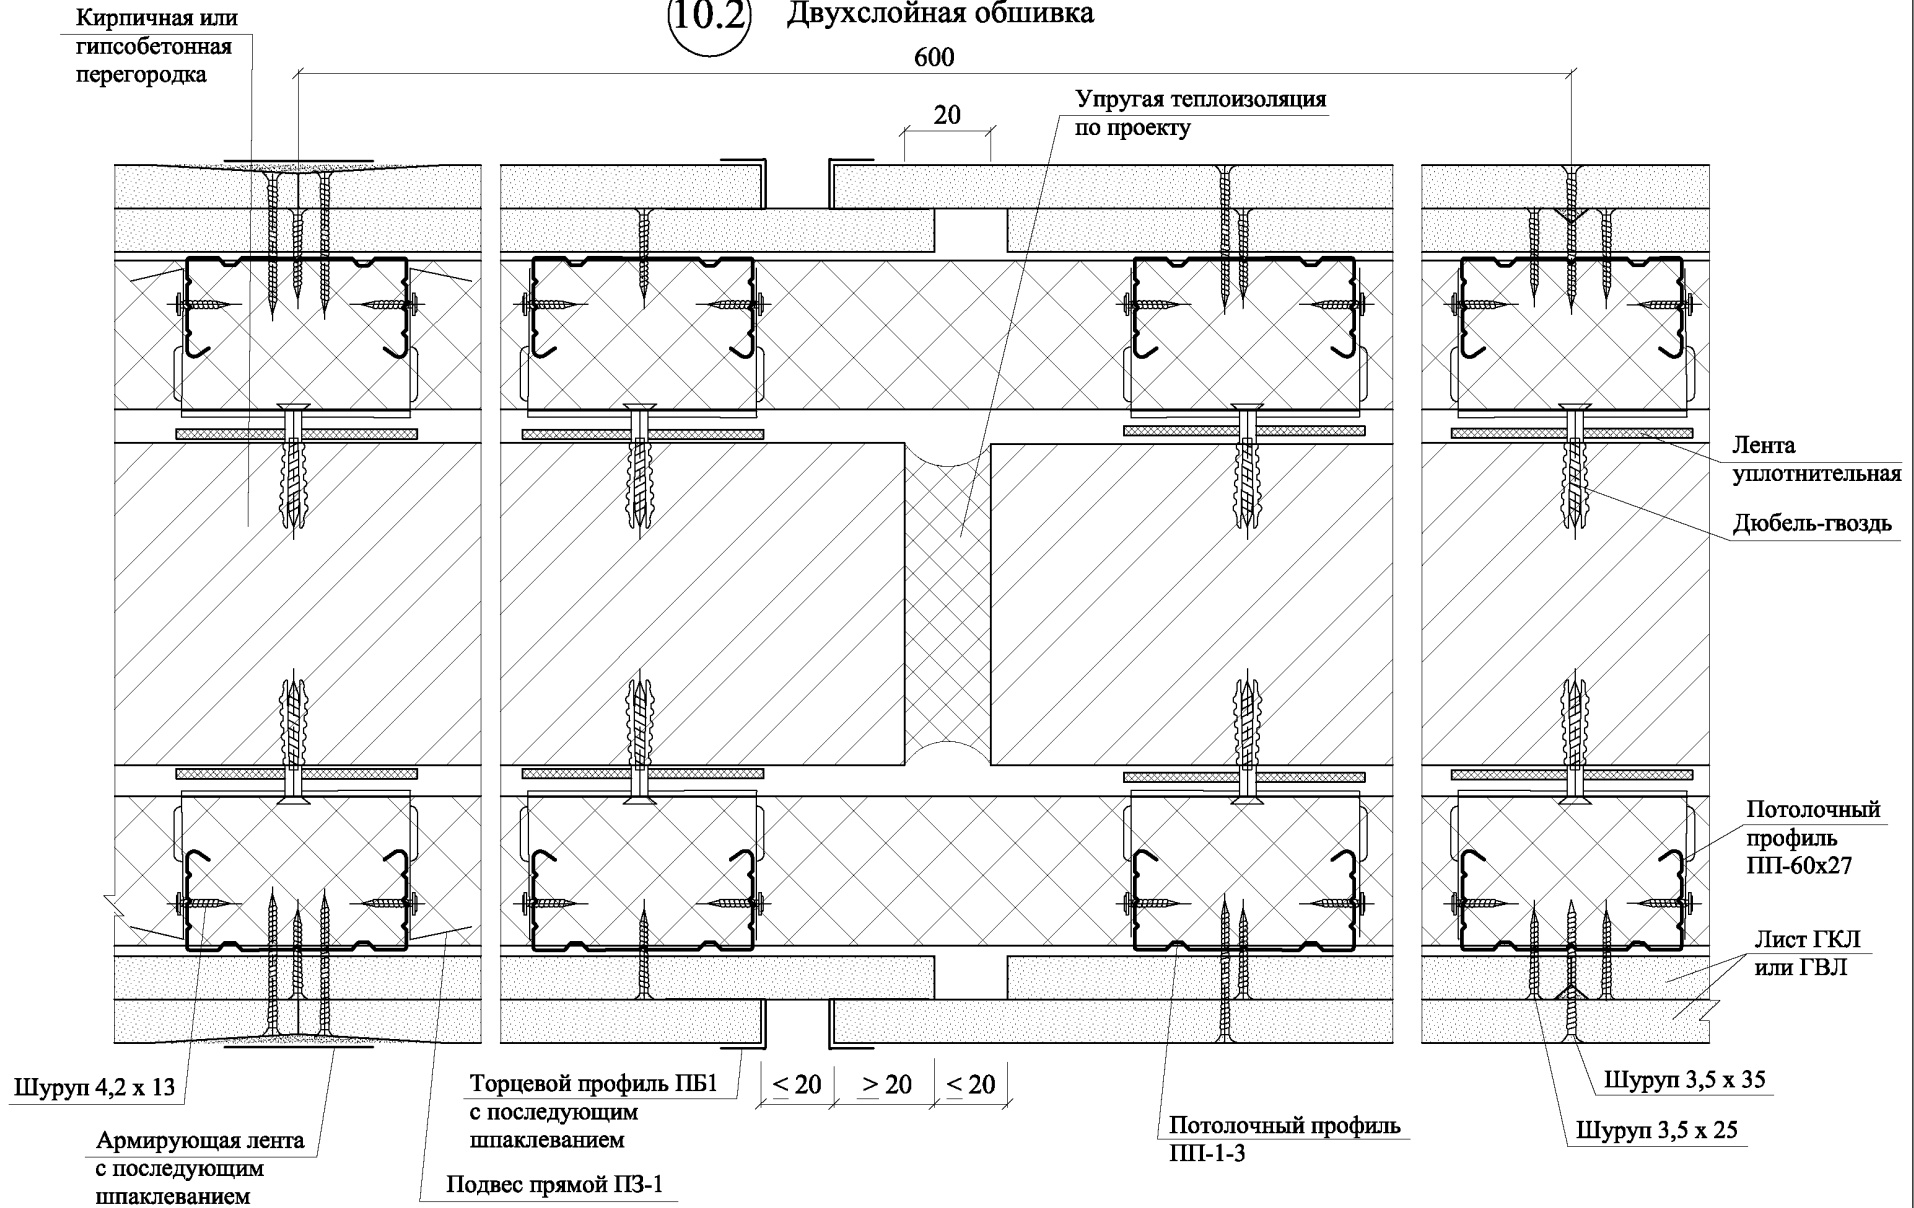 Кирпичная или
гипсобетонная
перегородка
10.2 Двухслойная обшивка
600
20
Упругая теплоизоляция
по проекту
Лента
уплотнительная
Дюбель-гвоздь
Потолочный
профиль
ПП-60х27
Лист ГКЛ
или ГВЛ
Шуруп 4,2 х 13
Армирующая лента
с последующим
шпаклеванием
Торцевой профиль ПБ1
с последующим
шпаклеванием
Подвес прямой ПЗ-1
≤ 20
≥ 20
≤ 20
Потолочный профиль
ПП-1-3
Шуруп 3,5 х 35
Шуруп 3,5 х 25